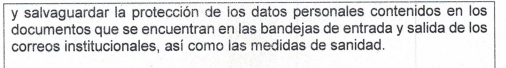 y salvaguardar la protección de los datos personales contenidos en los
documentos que se encuentran en las bandejas de entrada y salida de los
correos institucionales, así como las medidas de sanidad.